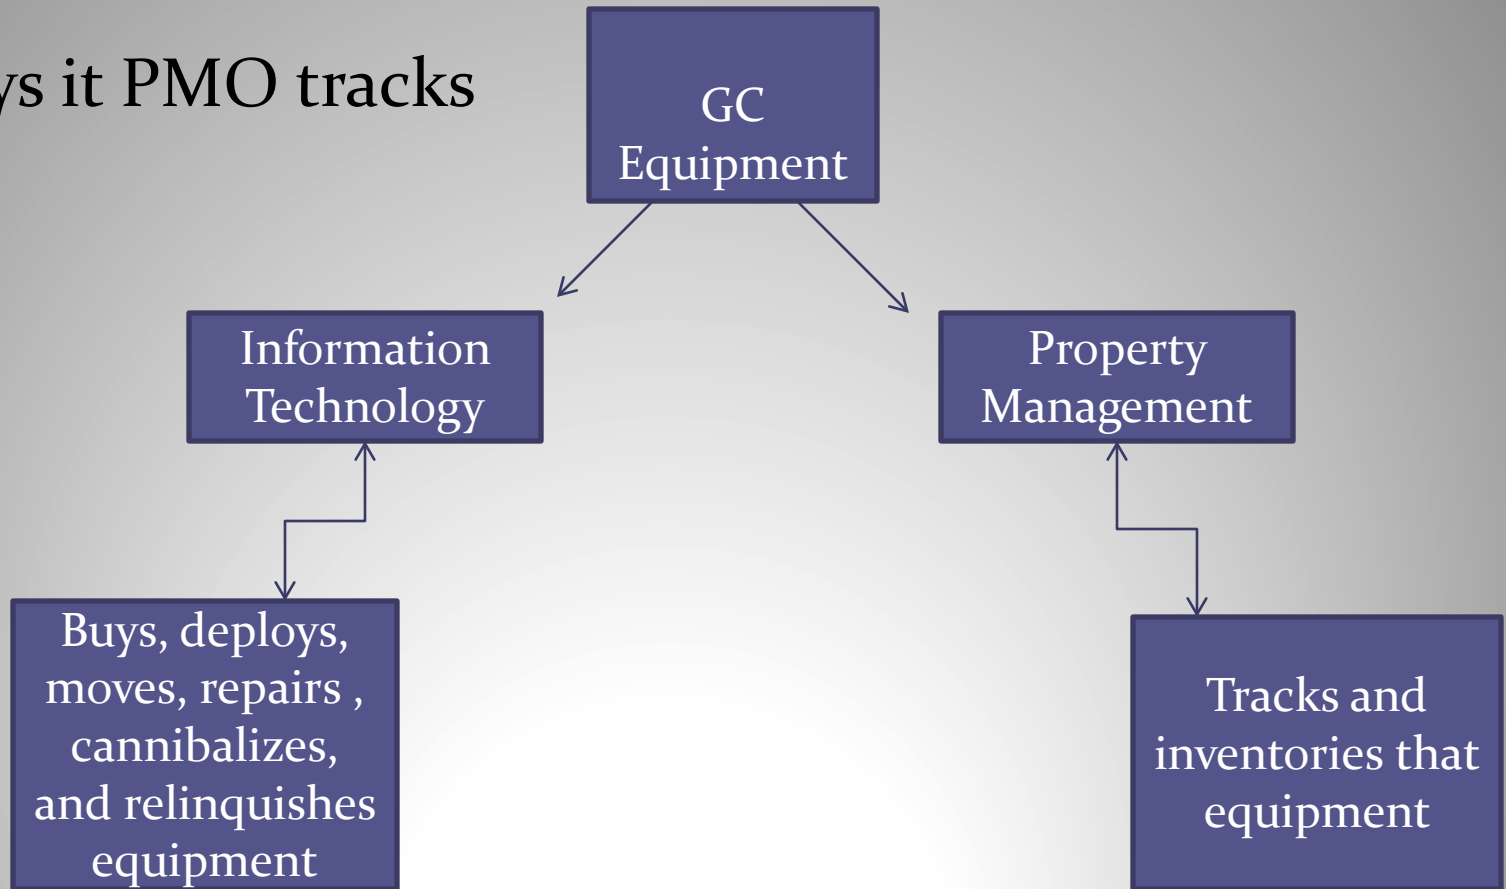 it PMO tracks
GC
Equipment
Information
Technology
Property
Management
Buys, deploys,
moves, repairs ,
cannibalizes,
and relinquishes
equipment
Tracks and
inventories that
equipment